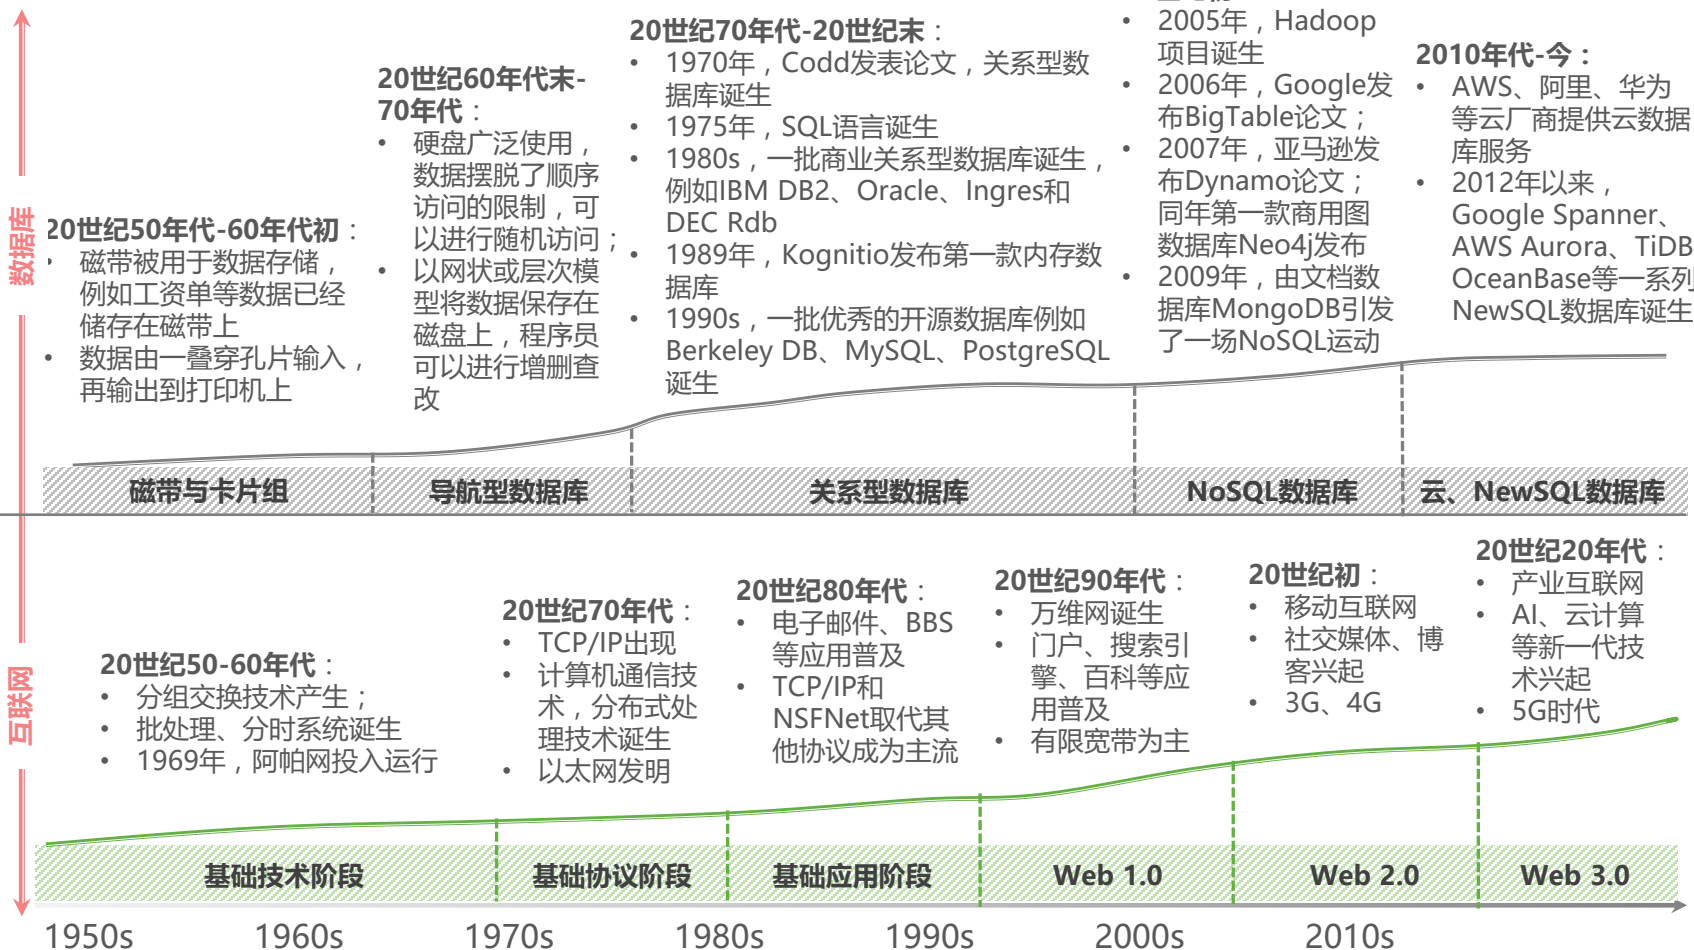 数据库
20世纪50年代-60年代初：
• 磁带被用于数据存储，
例如工资单等数据已经
储存在磁带上
• 数据由一叠穿孔片输入，
再输出到打印机上
20世纪60年代末-
70年代：
• 硬盘广泛使用，
数据摆脱了顺序
访问的限制，可
以进行随机访问；
• 以网状或层次模
型将数据保存在
磁盘上，程序员
可以进行增删查
改
20世纪70年代-20世纪末：
• 1970年，Codd发表论文，关系型数
据库诞生
• 1975年，SQL语言诞生
• 1980s，一批商业关系型数据库诞生，
例如IBM DB2、Oracle、Ingres和
DEC Rdb
• 1989年，Kognitio发布第一款内存数
据库
• 1990s，一批优秀的开源数据库例如
Berkeley DB、MySQL、PostgreSQL
诞生
• 2005年，Hadoop
项目诞生
• 2006年，Google发
布BigTable论文；
• 2007年，亚马逊发
布Dynamo论文；
同年第一款商用图
数据库Neo4j发布
• 2009年，由文档数
据库MongoDB引发
了一场NoSQL运动
2010年代-今：
• AWS、阿里、华为
等云厂商提供云数据
库服务
• 2012年以来，
Google Spanner、
AWS Aurora、TiDB
OceanBase等一系列
NewSQL数据库诞生
磁带与卡片组
导航型数据库
关系型数据库
NoSQL数据库
云、NewSQL数据库
互联网
20世纪50-60年代：
• 分组交换技术产生；
• 批处理、分时系统诞生
• 1969年，阿帕网投入运行
20世纪70年代：
• TCP/IP出现
• 计算机通信技
术，分布式处
理技术诞生
• 以太网发明
20世纪80年代：
• 电子邮件、BBS
等应用普及
• TCP/IP和
NSFNet取代其
他协议成为主流
20世纪90年代：
• 万维网诞生
• 门户、搜索引
擎、百科等应
用普及
• 有限宽带为主
20世纪初：
• 移动互联网
• 社交媒体、博
客兴起
• 3G、4G
20世纪20年代：
• 产业互联网
• AI、云计算
等新一代技
术兴起
• 5G时代
基础技术阶段
基础协议阶段
基础应用阶段
Web 1.0
Web 2.0
Web 3.0
1950s
1960s
1970s
1980s
1990s
2000s
2010s